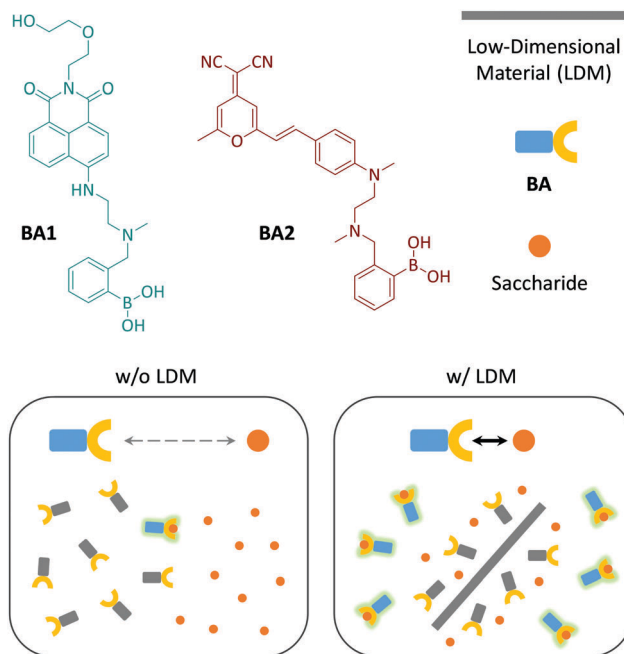 HO
O
N
O
O
HN
BA1
N
B
OH
OH
NC
CN
O
N
BA2
N
OH
B
OH
Low-Dimensional
Material (LDM)
BA
Saccharide
w/o LDM
w/ LDM